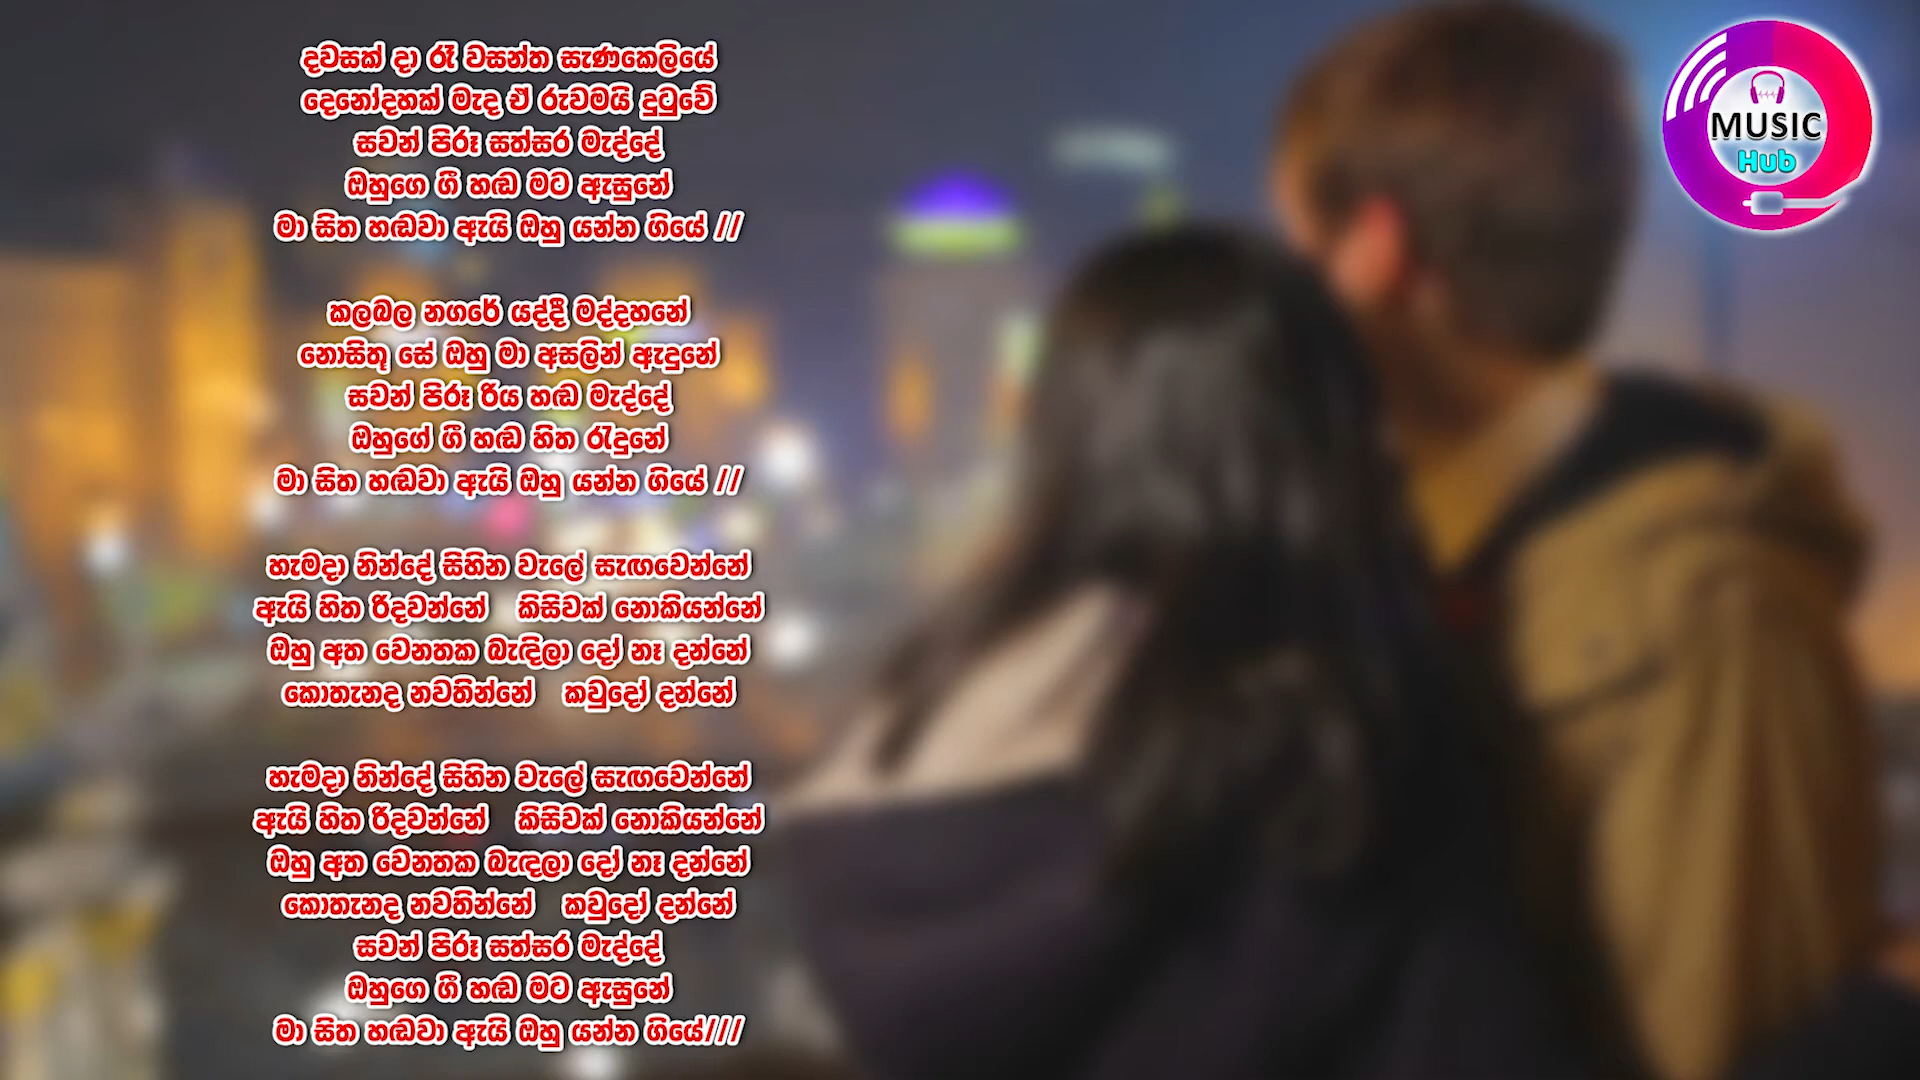 දවසක් දා රෑ වසන්ත සැණකෙලියේ
දෙනෝදහක් මැද ඒ රුවමයි දුටුවේ
සවන් පිරූ සත්සර මැද්දේ
ඔහුගෙ ගී හඬ මට ඇසුනේ
මා සිත හඬවා ඇයි ඔහු යන්න ගියේ //
කලබල නගරේ යද්දී මද්දහනේ
නොසිතූ සේ ඔහු මා අසලින් ඇදුනේ
සවන් පිරූ රිය හඬ මැද්දේ
ඔහුගේ ගී හඬ හිත රැදුනේ
මා සිත හඬවා ඇයි ඔහු යන්න ගියේ //
හැමදා නින්දේ සිහින වැලේ සැඟවෙන්නේ
ඇයි හිත රිදවන්නේ කිසිවක් නොකියන්නේ
ඔහු අත වෙනතක බැඳිලා දෝ නෑ දන්නේ
කොතැනද නවතින්නේ කවුදෝ දන්නේ
හැමදා නින්දේ සිහින වැලේ සැඟවෙන්නේ
ඇයි හිත රිදවන්නේ කිසිවක් නොකියන්නේ
ඔහු අත වෙනතක බැඳලා දෝ නෑ දන්නේ
කොතැනද නවතින්නේ කවුදෝ දන්නේ
සවන් පිරූ සත්සර මැද්දේ
ඔහුගෙ ගී හඬ මට ඇසුනේ
මා සිත හඬවා ඇයි ඔහු යන්න ගියේ///
MUSIC
Hub